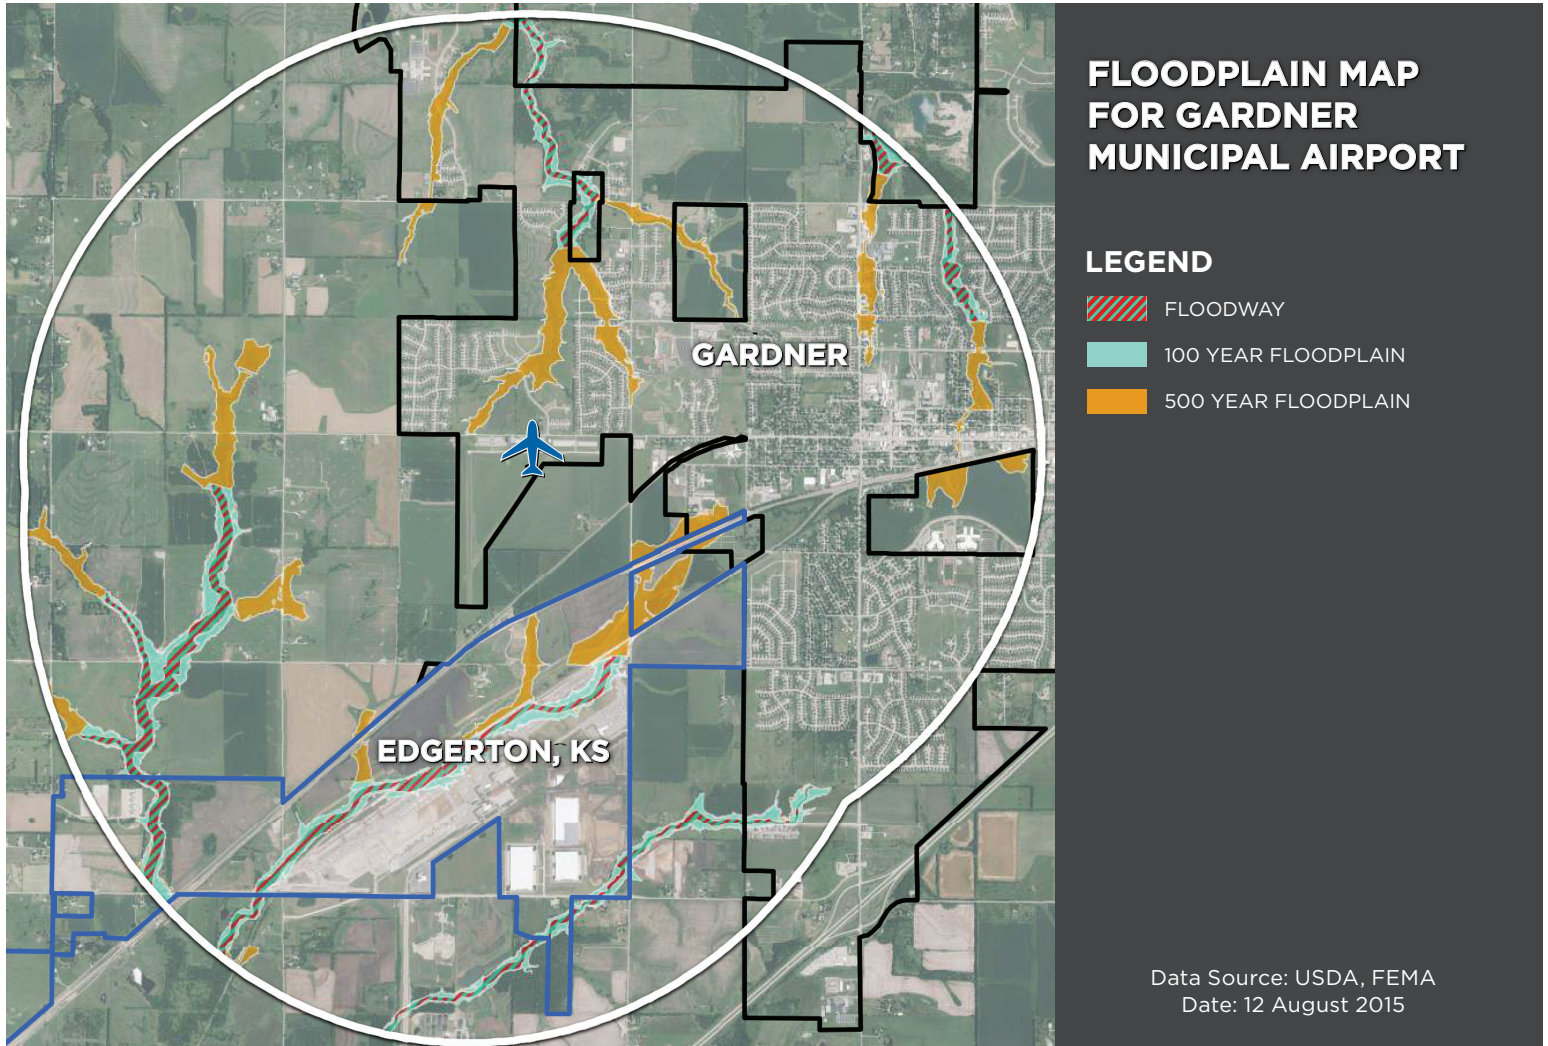 FLOODPLAIN MAP
FOR GARDNER
MUNICIPAL AIRPORT
LEGEND
FLOODWAY
100 YEAR FLOODPLAIN
500 YEAR FLOODPLAIN
GARDNER
EDGERTON, KS
Data Source: USDA, FEMA
Date: 12 August 2015